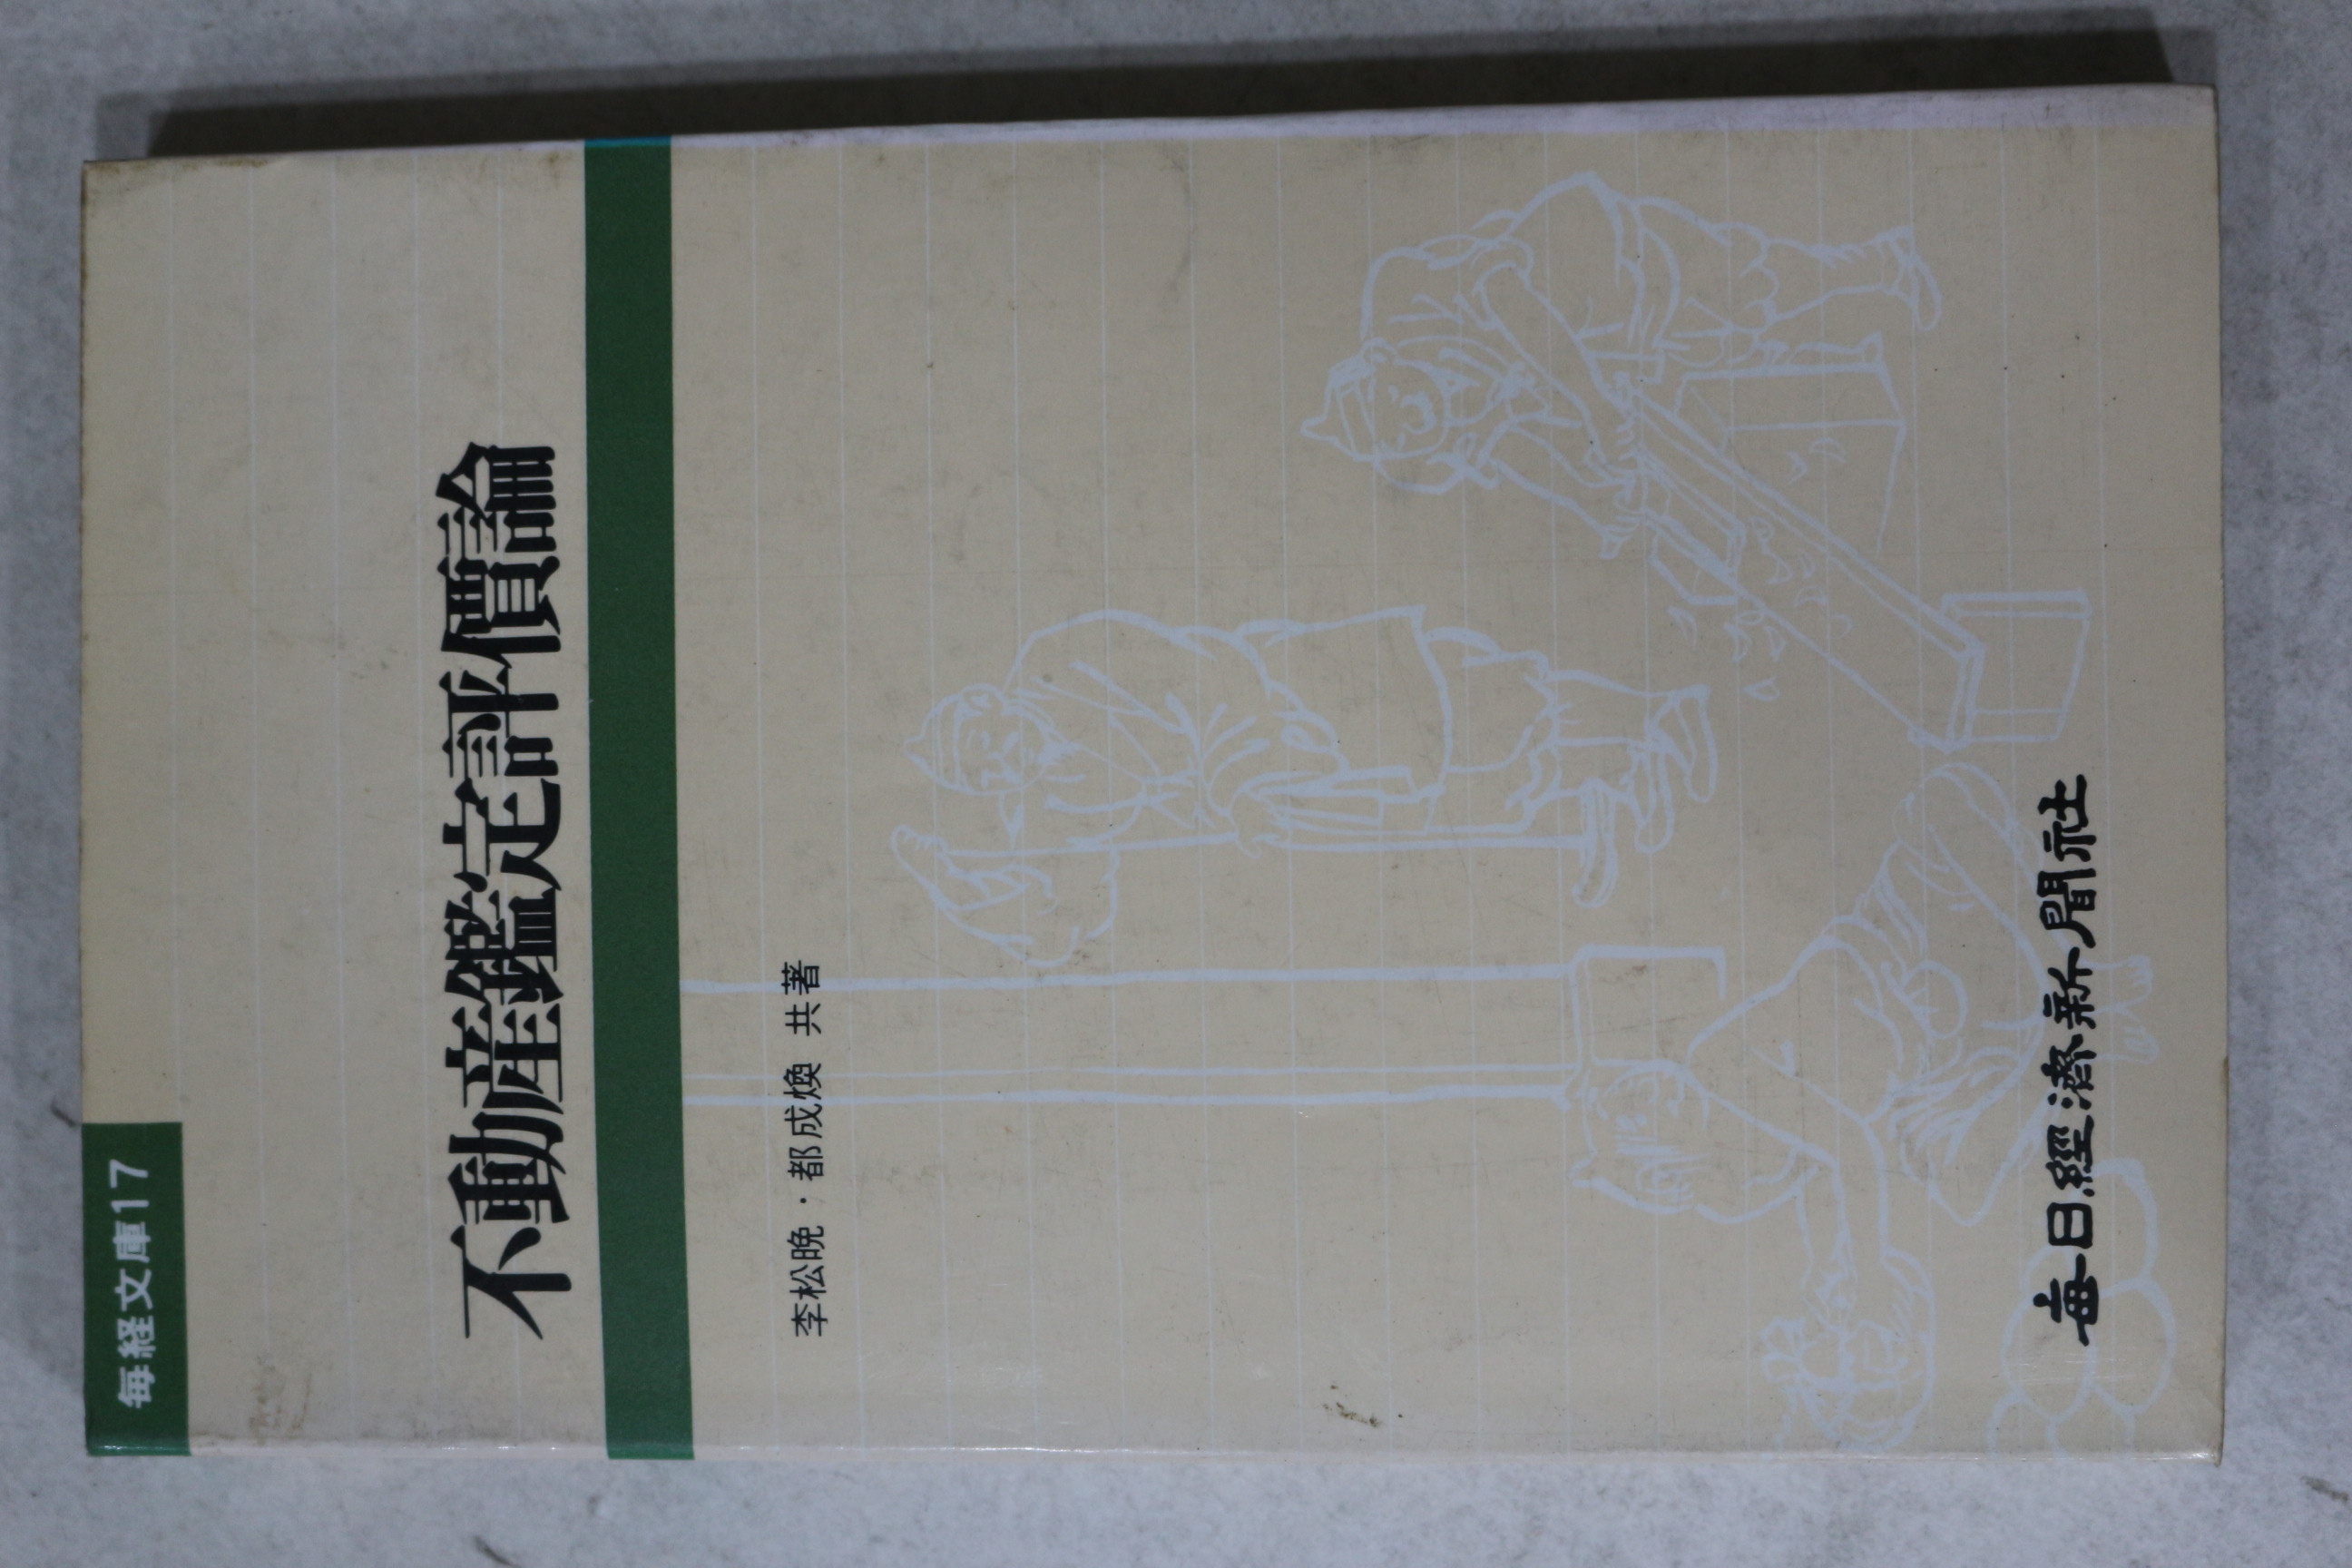 毎経文庫17
不動産鑑定評價論
李松晩・都成煥 共著
每日經濟新聞社